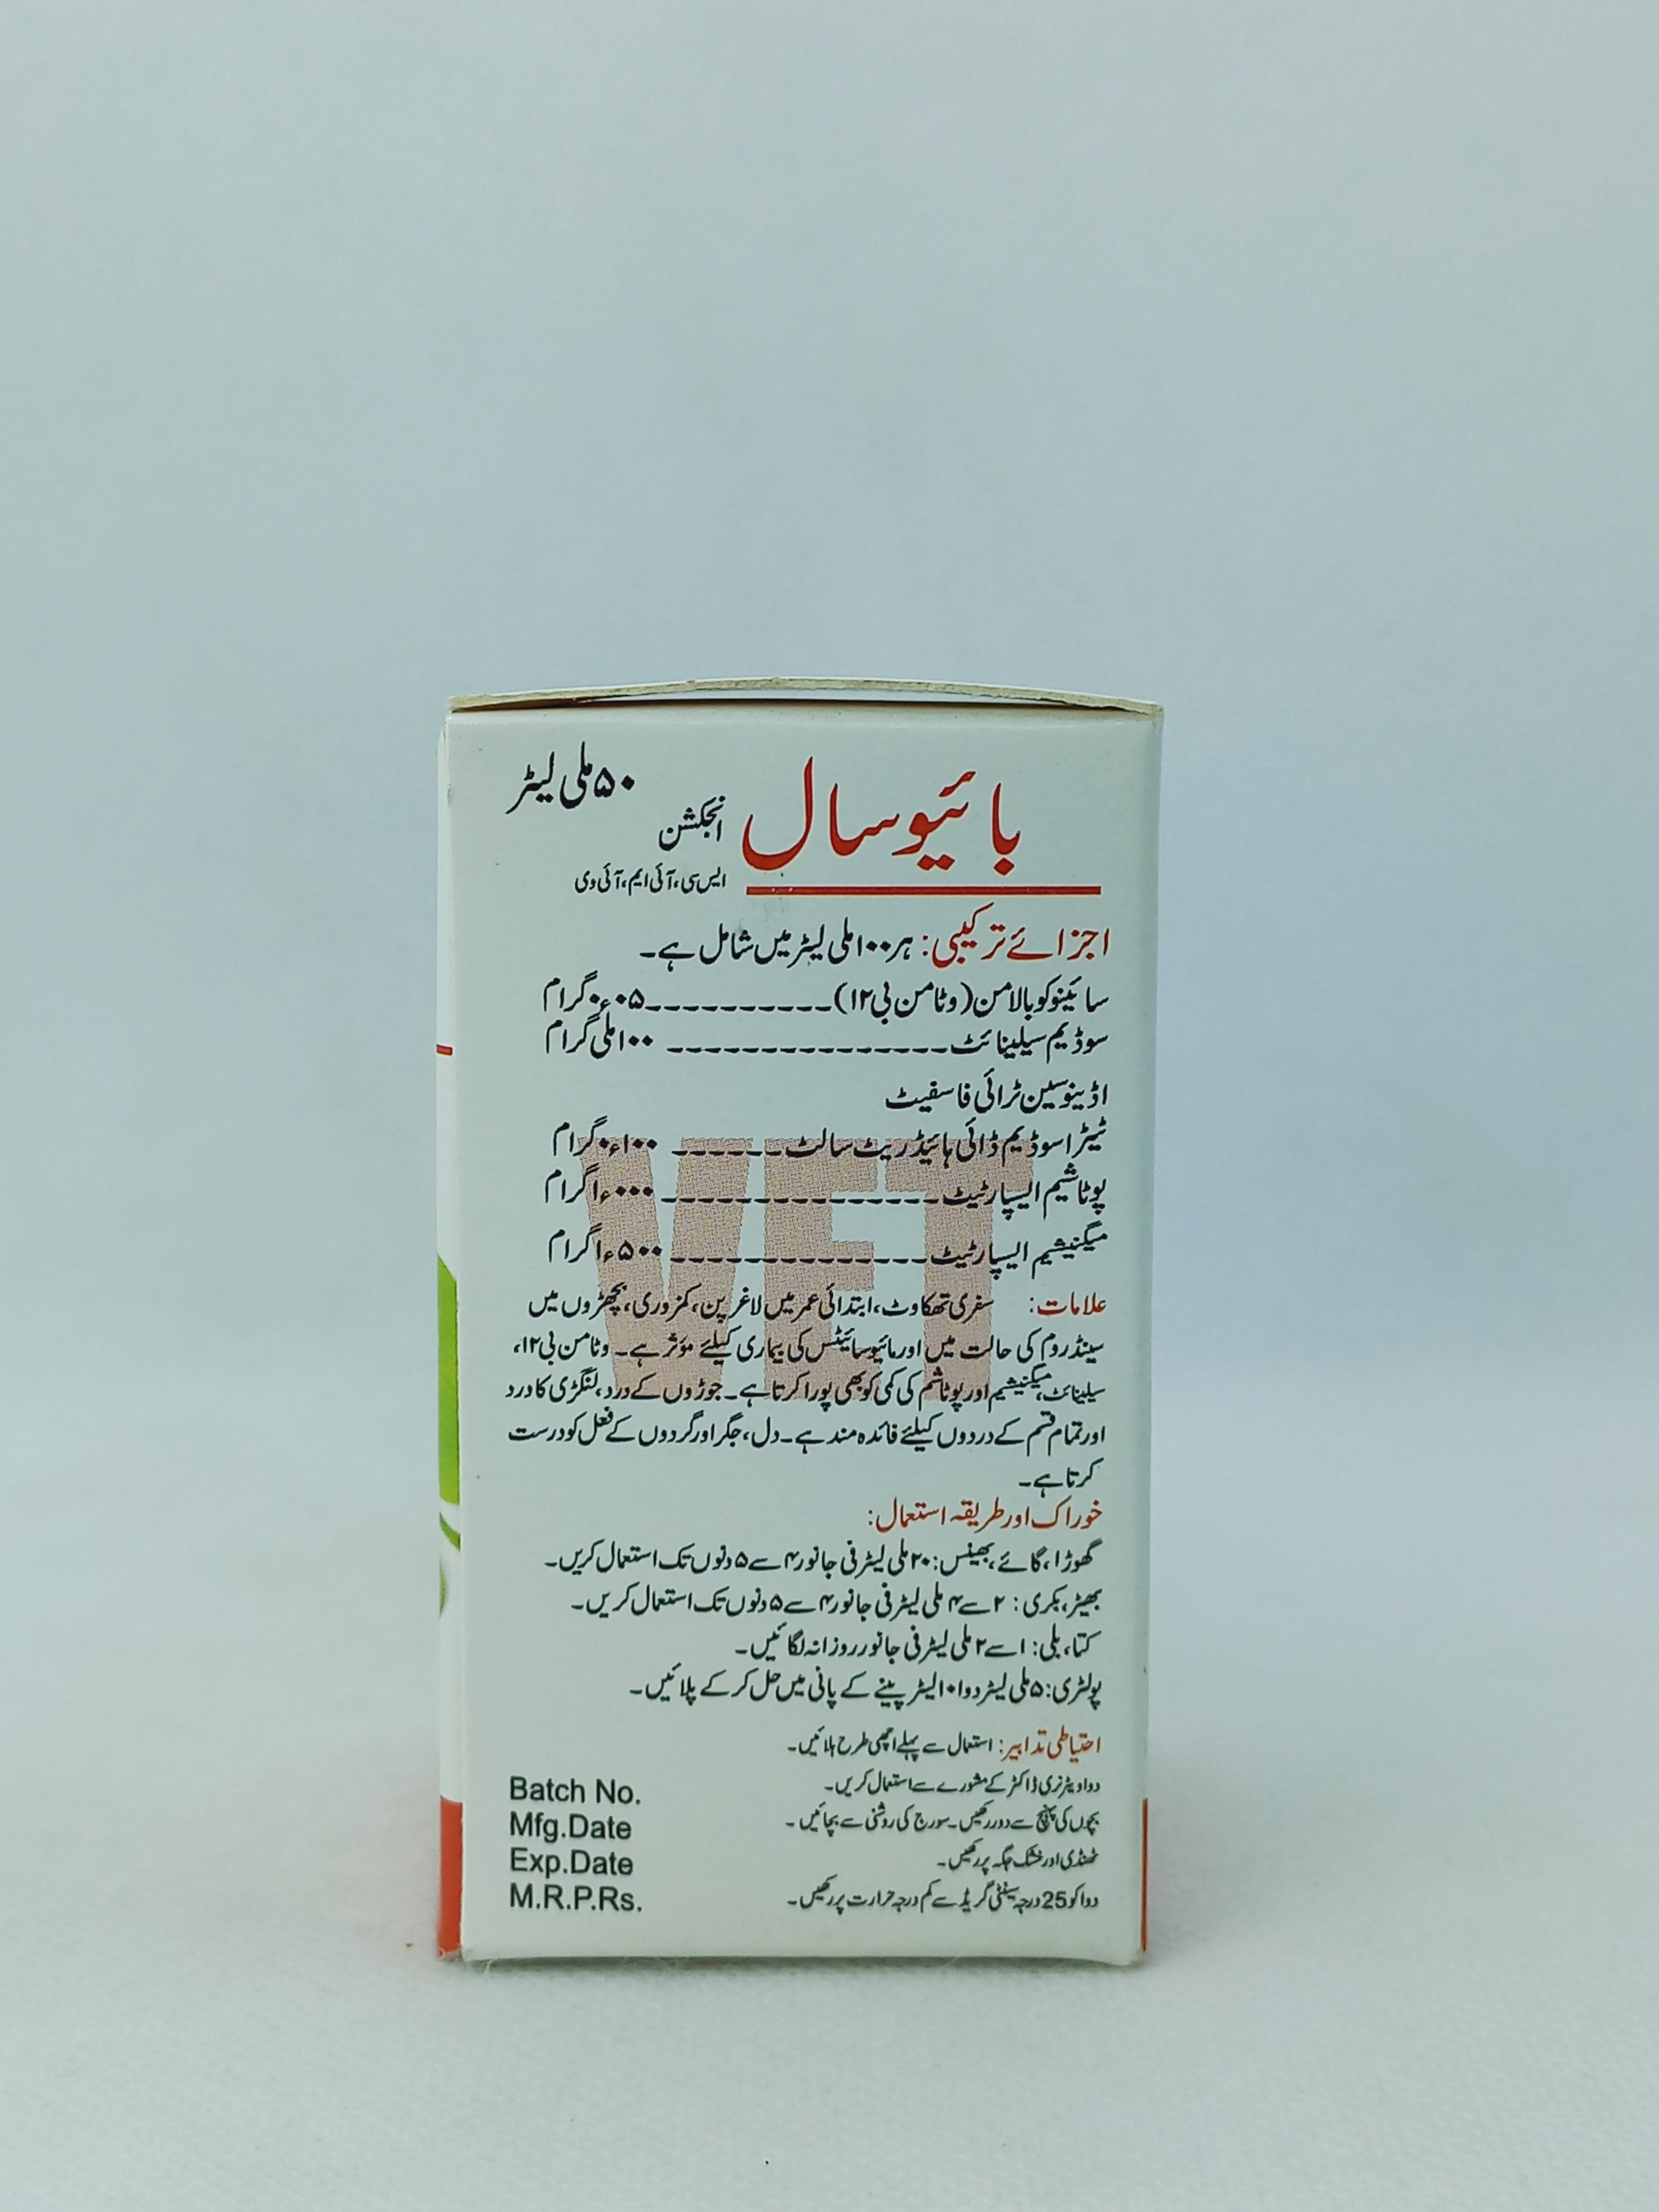 بائیوسال
انجکشن
۵۰ ملی لیٹر
ایس سی، آئی ایم، آئی وی
اجزائے ترکیبی: ہر ۱۰۰ ملی لیٹر میں شامل ہے۔
سائینوکوبالامن (وٹامن بی ۱۲)----------۰۵ء۰ گرام
سوڈیم سیلینائٹ--------------- ۱۰۰ ملی گرام
اڈینوسین ٹرائی فاسفیٹ
ٹیٹرا سوڈیم ڈائی ہائیڈریٹ سالٹ------ ۱۰۰ء۰ گرام
پوٹاشیم ایسپارٹیٹ--------------- ۰۰۰ء۱ گرام
میگنیشیم ایسپارٹیٹ-------------- ۵۰۰ء۱ گرام
علامات: سفری تھکاوٹ، ابتدائی عمر میں لاغر پن، کمزوری، بچھڑوں میں
سینڈروم کی حالت میں اور مائیوسائیٹس کی بیماری کیلئے مؤثر ہے۔ وٹامن بی ۱۲،
سیلینائٹ، میگنیشیم اور پوٹاشم کی کمی کو بھی پورا کرتا ہے۔ جوڑوں کے درد، لنگڑی کا درد
اور تمام قسم کے دردوں کیلئے فائدہ مند ہے۔ دل، جگر اور گردوں کے فعل کو درست
کرتا ہے۔
خوراک اور طریقہ استعمال:
گھوڑا، گائے، بھینس: ۲۰ ملی لیٹر فی جانور ۴ سے ۵ دنوں تک استعمال کریں۔
بھیڑ، بکری: ۲ سے ۴ ملی لیٹر فی جانور ۴ سے ۵ دنوں تک استعمال کریں۔
کتا، بلی: ۱ سے ۲ ملی لیٹر فی جانور روزانہ لگائیں۔
پولٹری: ۵ ملی لیٹر دوا ۱۰ لیٹر پینے کے پانی میں حل کر کے پلائیں۔
احتیاطی تدابیر: استعمال سے پہلے اچھی طرح ہلائیں۔
دوا ویٹرنری ڈاکٹر کے مشورے سے استعمال کریں۔
بچوں کی پہنچ سے دور رکھیں۔ سورج کی روشنی سے بچائیں۔
ٹھنڈی اور خشک جگہ پر رکھیں۔
دوا کو 25 درجہ سینٹی گریڈ سے کم درجہ حرارت پر رکھیں۔
Batch No.
Mfg.Date
Exp.Date
M.R.P.Rs.
VET